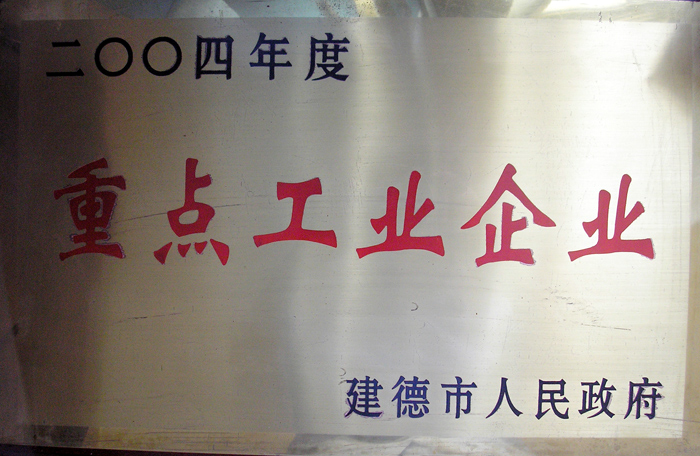 二〇〇四年度
重点工业企业
建德市人民政府